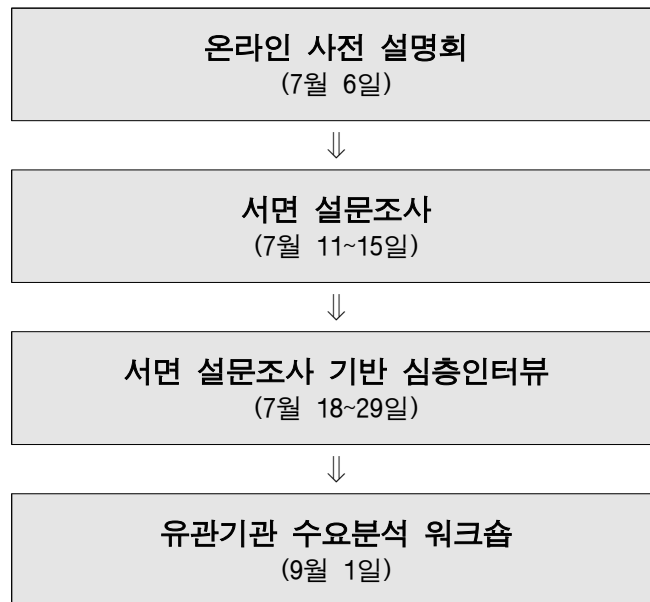 온라인 사전 설명회
(7월 6일)
⇓
서면 설문조사
(7월 11~15일)
⇓
서면 설문조사 기반 심층인터뷰
(7월 18~29일)
⇓
유관기관 수요분석 워크숍
(9월 1일)